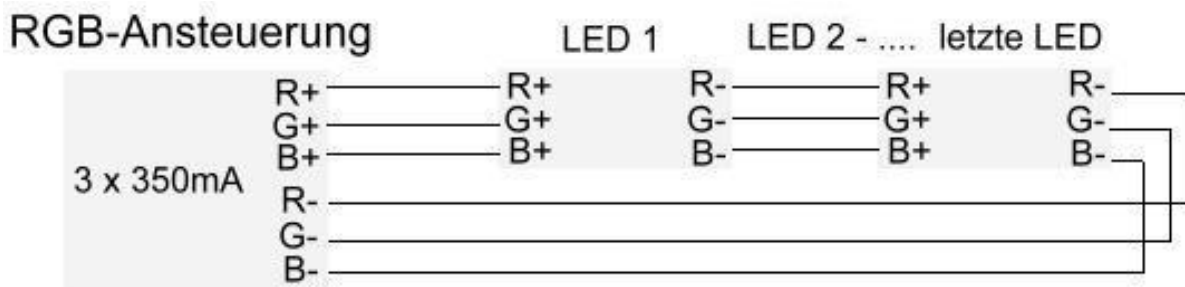 RGB-Ansteuerung LED 1 LED 2 - .... letzte LED
R+ R+ R- R+ R-
G+ G+ G- G+ G-
B+ B+ B- B+ B-
3 x 350mA
R-
G-
B-